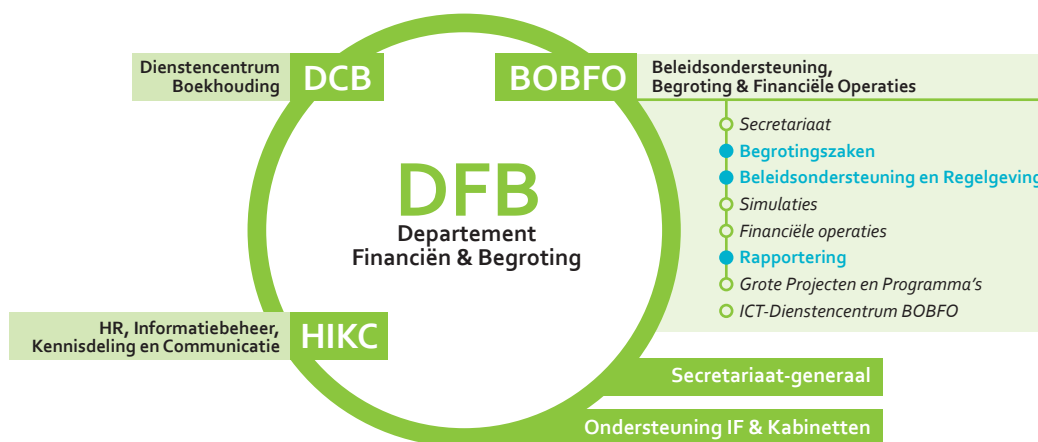 Dienstencentrum
Boekhouding
DCB
BOBFO
Beleidsondersteuning,
Begroting & Financiële Operaties
Secretariaat
Begrotingszaken
Beleidsondersteuning en Regelgeving
Simulaties
Financiële operaties
Rapportering
Grote Projecten en Programma's
ICT-Dienstencentrum BOBFO
DFB
Departement
Financiën & Begroting
HR, Informatiebeheer,
Kennisdeling en Communicatie
HIKC
Secretariaat-generaal
Ondersteuning IF & Kabinetten